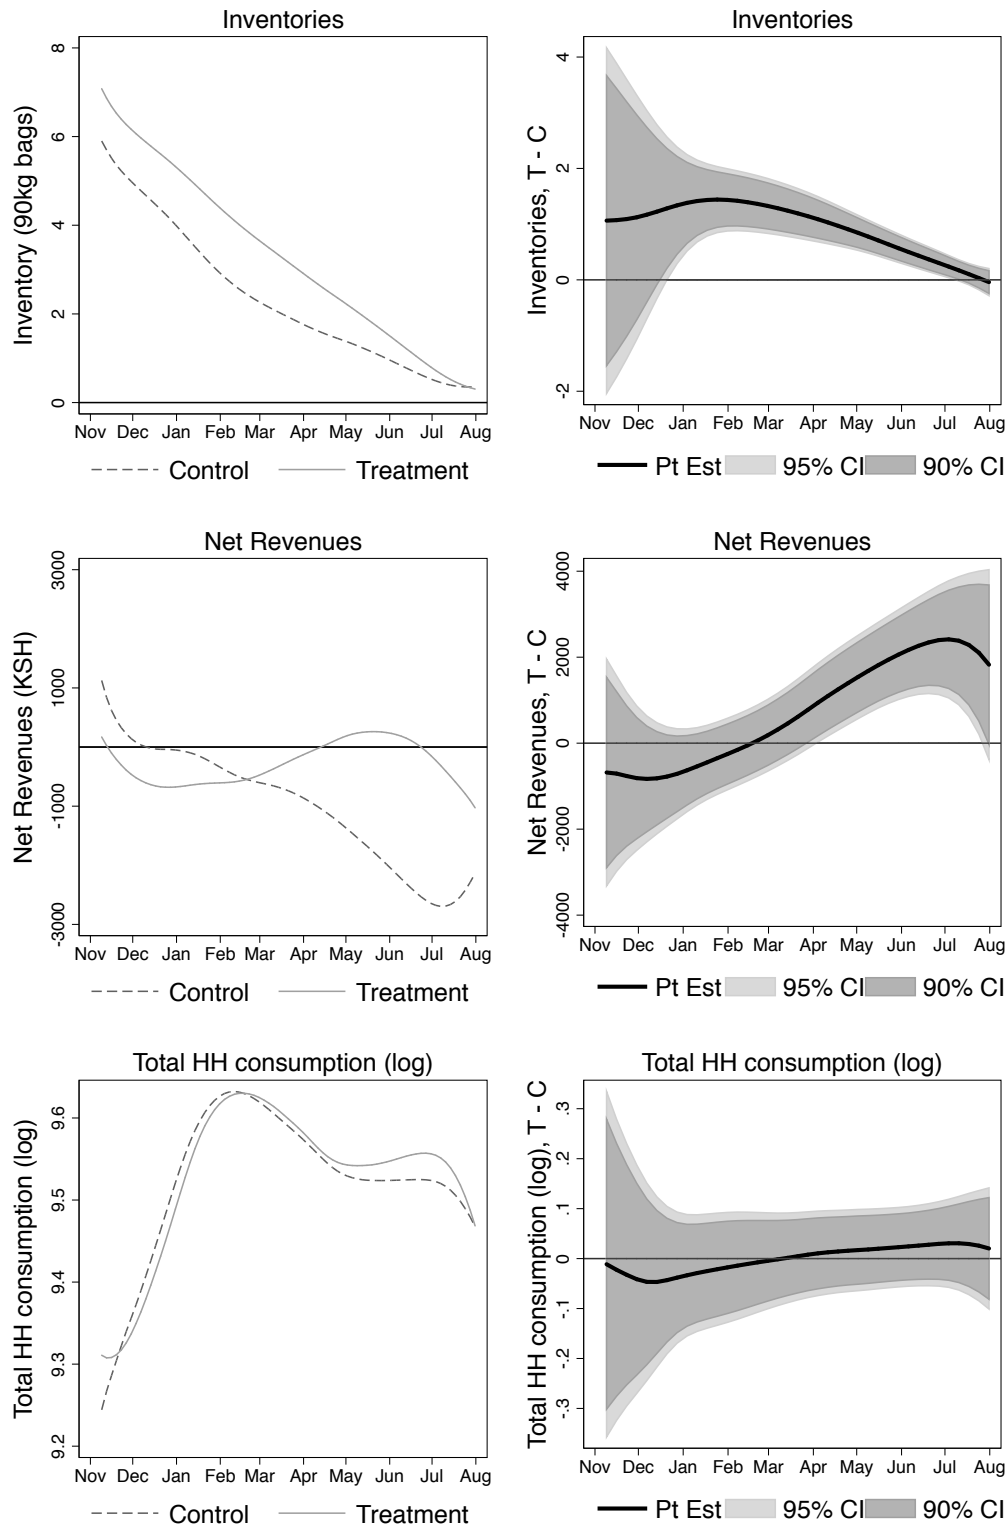 Inventories
Inventory (90kg bags)
8
6
4
2
0
Nov Dec Jan Feb Mar Apr May Jun Jul Aug
Control Treatment
Inventories
Inventories, T - C
4
2
0
-2
Nov Dec Jan Feb Mar Apr May Jun Jul Aug
Pt Est 95% CI 90% CI
Net Revenues
Net Revenues (KSH)
3000
1000
-1000
-3000
Nov Dec Jan Feb Mar Apr May Jun Jul Aug
Control Treatment
Net Revenues
Net Revenues, T - C
4000
2000
0
-2000
-4000
Nov Dec Jan Feb Mar Apr May Jun Jul Aug
Pt Est 95% CI 90% CI
Total HH consumption (log)
Total HH consumption (log)
9.6
9.5
9.4
9.3
9.2
Nov Dec Jan Feb Mar Apr May Jun Jul Aug
Control Treatment
Total HH consumption (log)
Total HH consumption (log), T - C
.3
.2
.1
0
-.1
-.2
-.3
Nov Dec Jan Feb Mar Apr May Jun Jul Aug
Pt Est 95% CI 90% CI